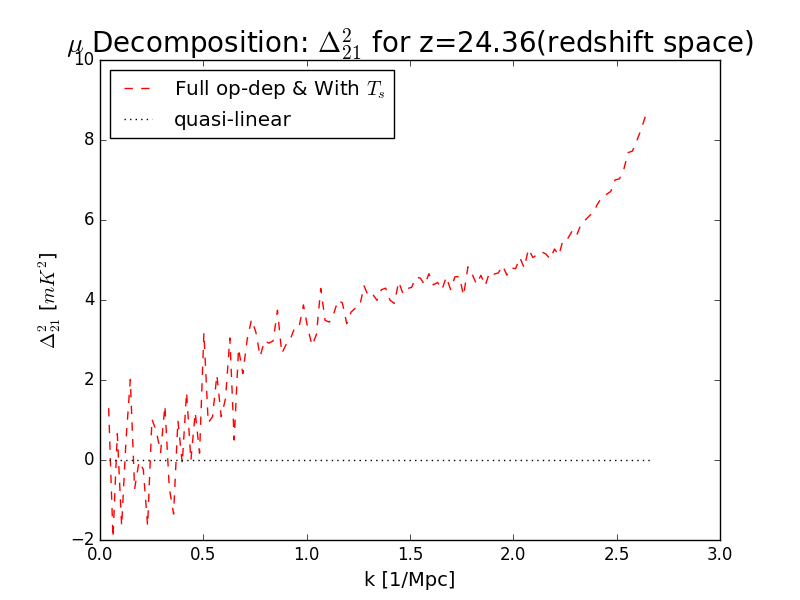 μ Decomposition: Δ²₂₁ for z=24.36(redshift space)
Full op-dep & With Tₛ
quasi-linear
10
8
6
4
2
0
−2
Δ²₂₁ [mK²]
0.0 0.5 1.0 1.5 2.0 2.5 3.0
k [1/Mpc]